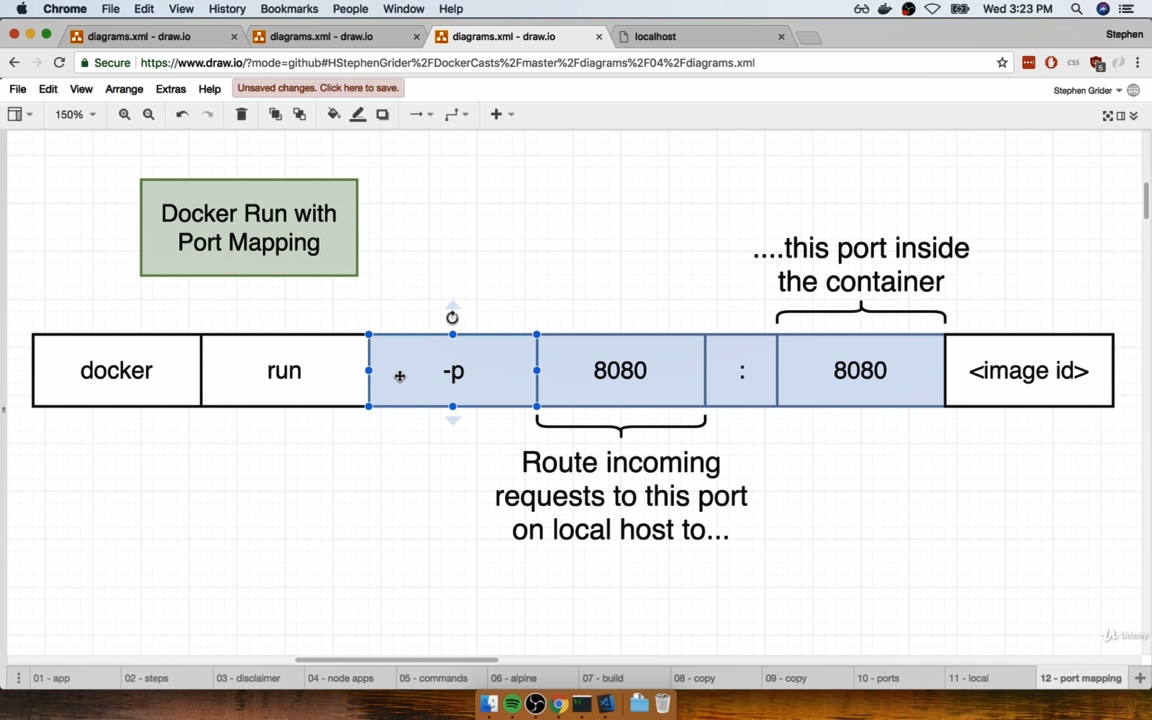 Chrome File Edit View History Bookmarks People Window Help Wed 3:23 PM
diagrams.xml - draw.io × diagrams.xml - draw.io × diagrams.xml - draw.io × localhost × Stephen
Secure https://www.draw.io/?mode=github#HStephenGrider%2FDockerCasts%2Fmaster%2Fdiagrams%2F04%2Fdiagrams.xml css 5
File Edit View Arrange Extras Help Unsaved changes. Click here to save. Stephen Grider
150%
Docker Run with
Port Mapping
....this port inside
the container
docker run -p 8080 : 8080 <image id>
Route incoming
requests to this port
on local host to...
Udemy
01 - app 02 - steps 03 - disclaimer 04 - node apps 05 - commands 06 - alpine 07 - build 08 - copy 09 - copy 10 - ports 11 - local 12 - port mapping